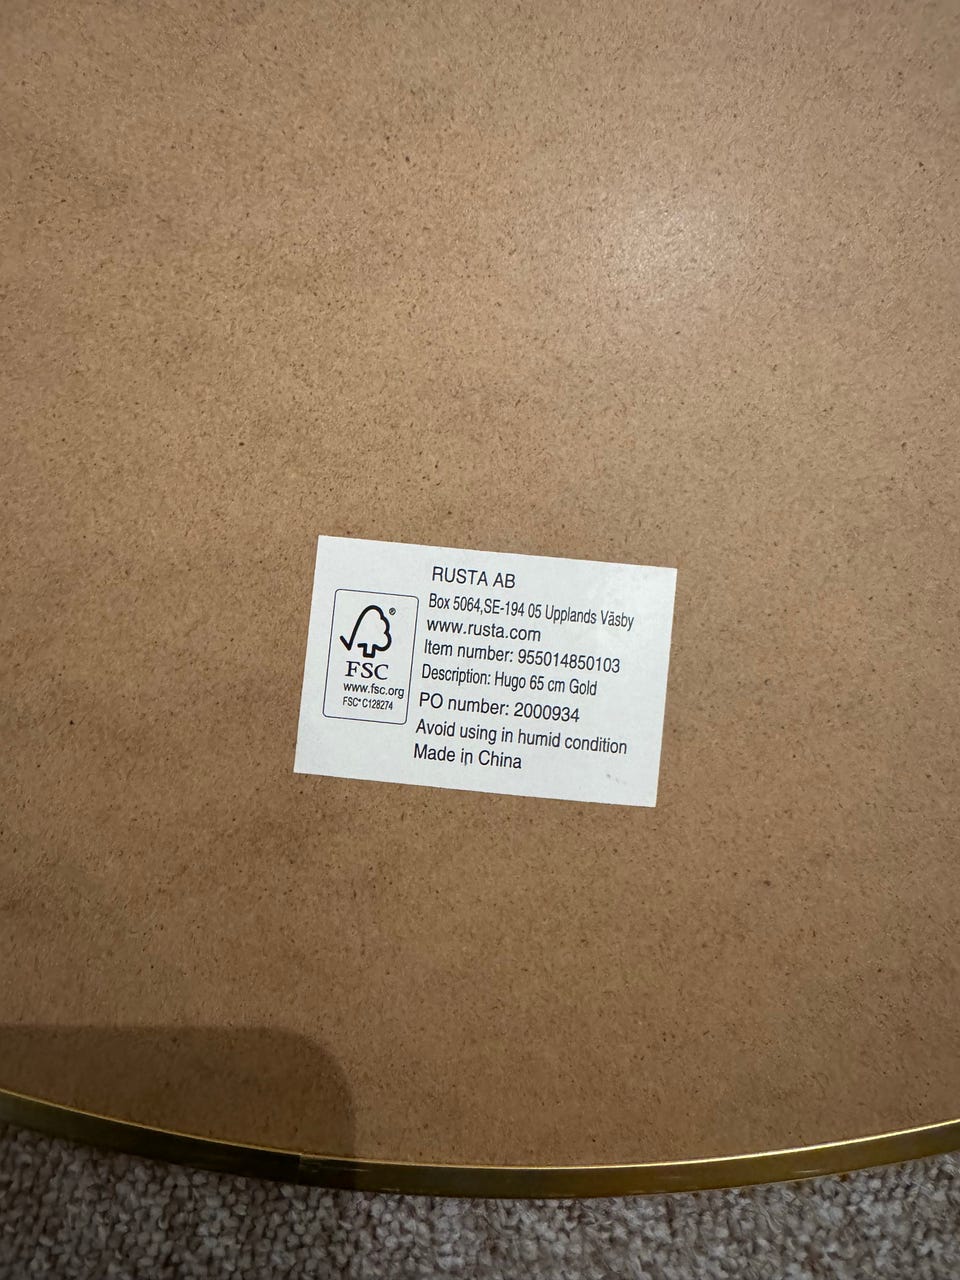 RUSTA AB
Box 5064,SE-194 05 Upplands Väsby
www.rusta.com
Item number: 955014850103
Description: Hugo 65 cm Gold
PO number: 2000934
Avoid using in humid condition
Made in China
®
FSC
www.fsc.org
FSC® C128274